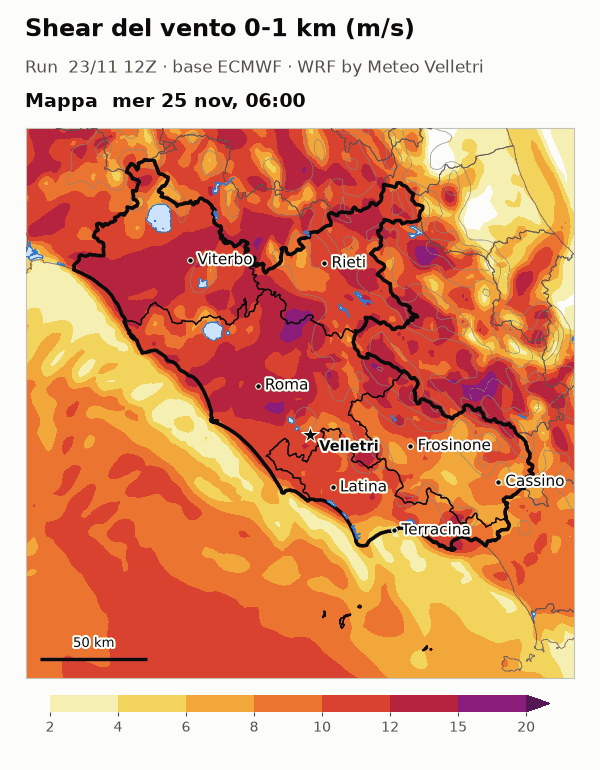 Shear del vento 0-1 km (m/s)
Run  23/11 12Z · base ECMWF · WRF by Meteo Velletri
Mappa  mer 25 nov, 06:00
Viterbo
Rieti
Roma
Velletri
Frosinone
Cassino
Latina
Terracina
50 km
2 4 6 8 10 12 15 20